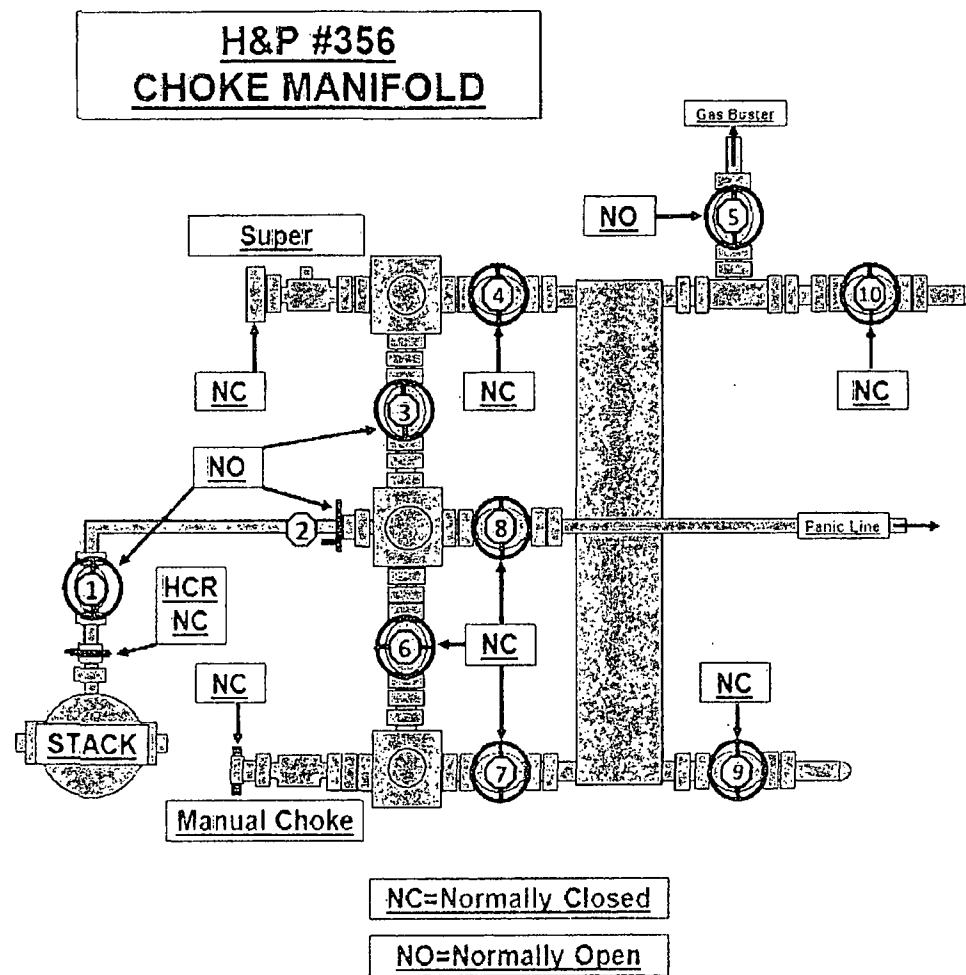 H&P #356
CHOKE MANIFOLD
Gas Buster
NO
5
Super
4
10
NC
NC
NC
3
NO
2
8
Panic Line
1
HCR
NC
6
NC
NC
NC
STACK
7
9
Manual Choke
NC=Normally Closed
NO=Normally Open